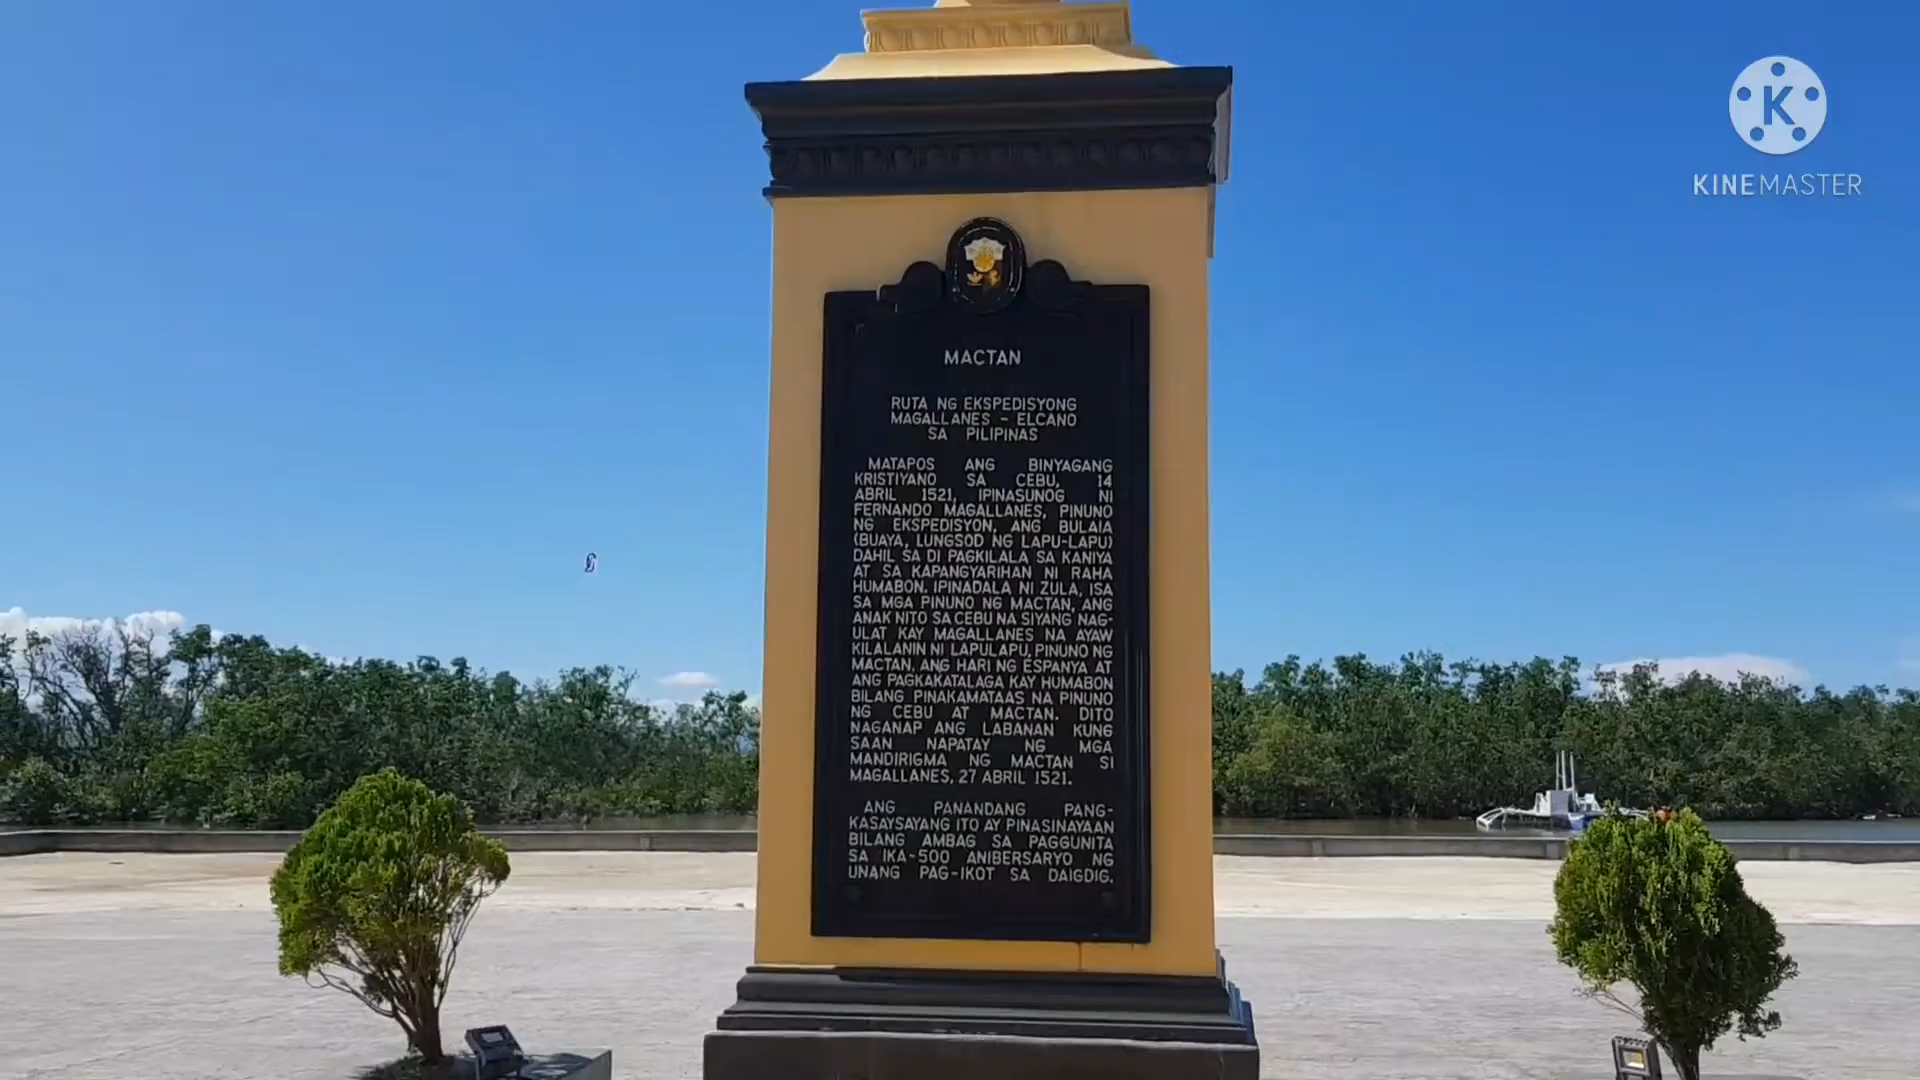 MACTAN
RUTA NG EKSPEDISYONG
MAGALLANES - ELCANO
SA PILIPINAS
MATAPOS ANG BINYAGANG
KRISTIYANO SA CEBU, 14
ABRIL 1521, IPINASUNOG NI
FERNANDO MAGALLANES, PINUNO
NG EKSPEDISYON, ANG BULAIA
(BUAYA, LUNGSOD NG LAPU-LAPU)
DAHIL SA DI PAGKILALA SA KANIYA
AT SA KAPANGYARIHAN NI RAHA
HUMABON. IPINADALA NI ZULA, ISA
SA MGA PINUNO NG MACTAN, ANG
ANAK NITO SA CEBU NA SIYANG NAG-
ULAT KAY MAGALLANES NA AYAW
KILALANIN NI LAPULAPU, PINUNO NG
MACTAN, ANG HARI NG ESPANYA AT
ANG PAGKAKATALAGA KAY HUMABON
BILANG PINAKAMATAAS NA PINUNO
NG CEBU AT MACTAN. DITO
NAGANAP ANG LABANAN KUNG
SAAN NAPATAY NG MGA
MANDIRIGMA NG MACTAN SI
MAGALLANES, 27 ABRIL 1521.
ANG PANANDANG PANG-
KASAYSAYANG ITO AY PINASINAYAAN
BILANG AMBAG SA PAGGUNITA
SA IKA-500 ANIBERSARYO NG
UNANG PAG-IKOT SA DAIGDIG.
K
KINEMASTER